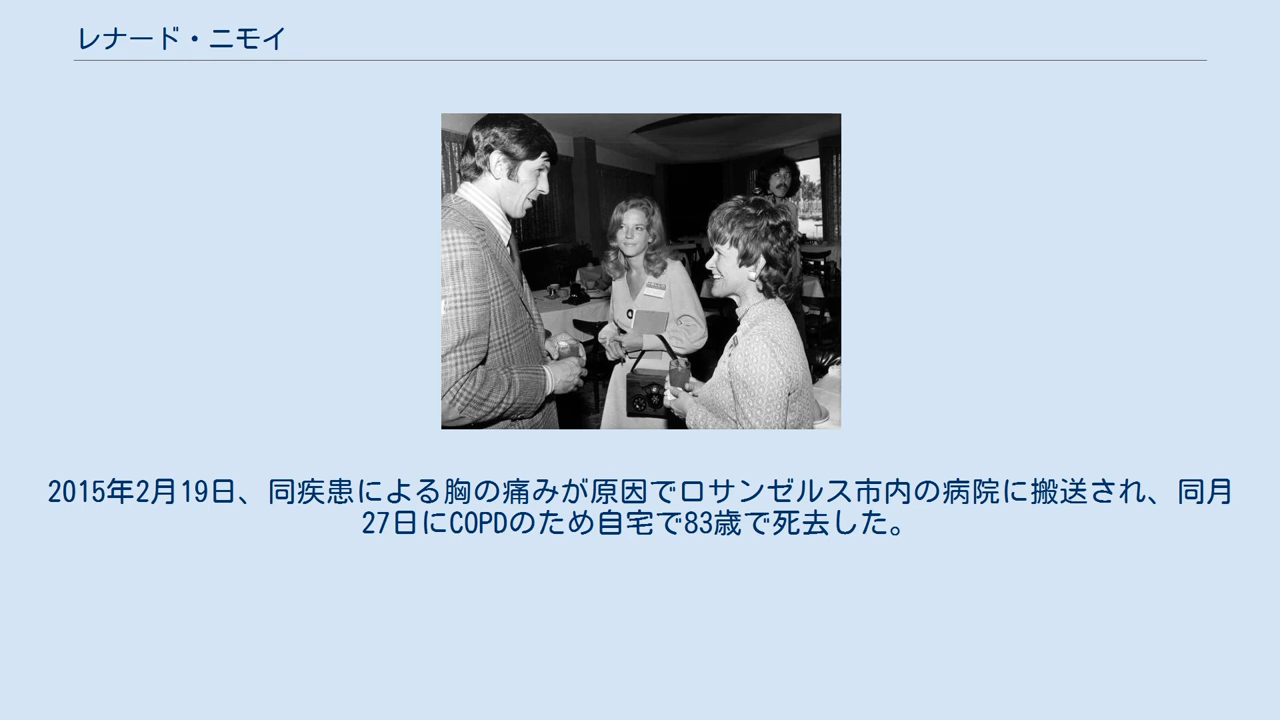 レナード・ニモイ
2015年2月19日、同疾患による胸の痛みが原因でロサンゼルス市内の病院に搬送され、同月
27日にCOPDのため自宅で83歳で死去した。